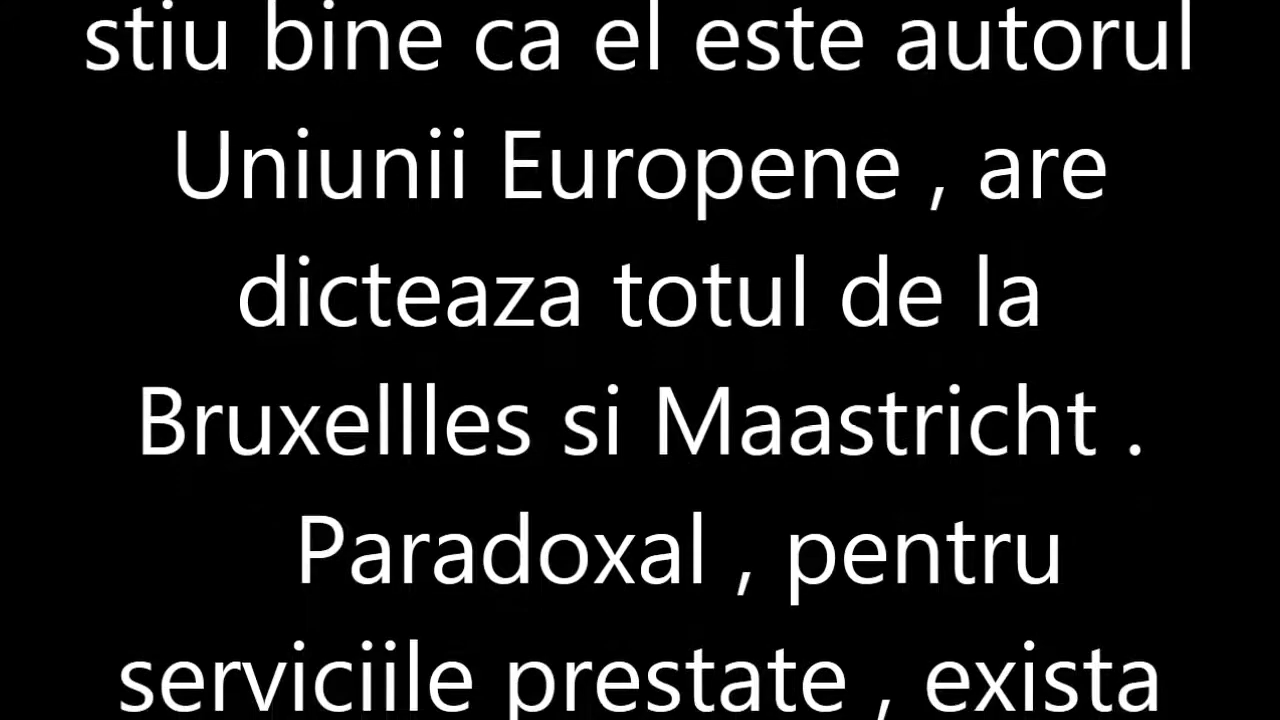 stiu bine ca el este autorul
Uniunii Europene , are
dicteaza totul de la
Bruxellles si Maastricht .
Paradoxal , pentru
serviciile prestate , exista